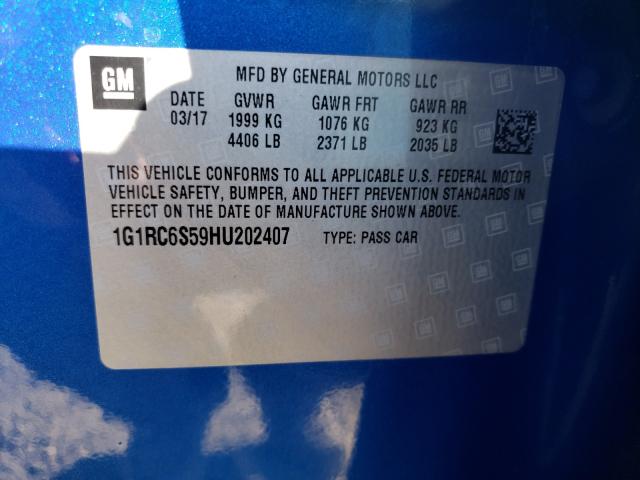 GM
MFD BY GENERAL MOTORS LLC
DATE GVWR GAWR FRT GAWR RR
03/17 1999 KG 1076 KG 923 KG
4406 LB 2371 LB 2035 LB
THIS VEHICLE CONFORMS TO ALL APPLICABLE U.S. FEDERAL MOTOR
VEHICLE SAFETY, BUMPER, AND THEFT PREVENTION STANDARDS IN
EFFECT ON THE DATE OF MANUFACTURE SHOWN ABOVE.
1G1RC6S59HU202407 TYPE: PASS CAR